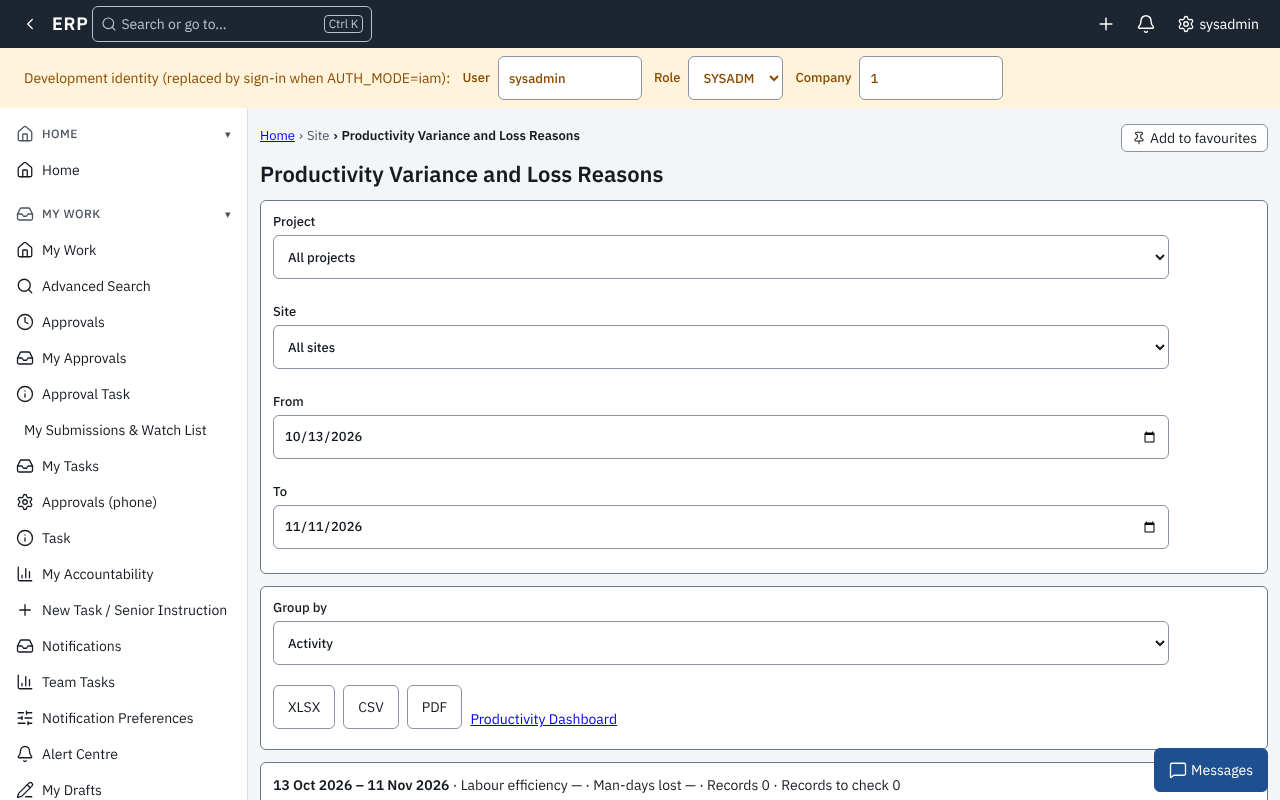 ERP
Search or go to...
Ctrl K
sysadmin
Development identity (replaced by sign-in when AUTH_MODE=iam):
User
sysadmin
Role
SYSADM
Company
1
HOME
Home
MY WORK
My Work
Advanced Search
Approvals
My Approvals
Approval Task
My Submissions & Watch List
My Tasks
Approvals (phone)
Task
My Accountability
New Task / Senior Instruction
Notifications
Team Tasks
Notification Preferences
Alert Centre
My Drafts
Home › Site › Productivity Variance and Loss Reasons
Add to favourites
Productivity Variance and Loss Reasons
Project
All projects
Site
All sites
From
10/13/2026
To
11/11/2026
Group by
Activity
XLSX
CSV
PDF
Productivity Dashboard
13 Oct 2026 – 11 Nov 2026 · Labour efficiency — · Man-days lost — · Records 0 · Records to check 0
Messages